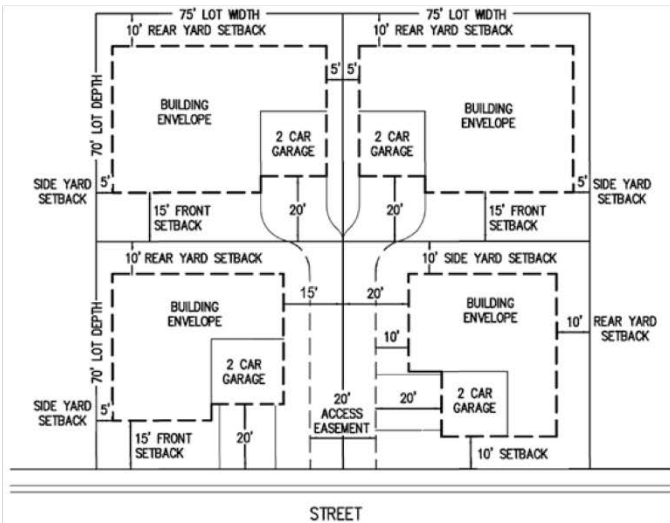 75' LOT WIDTH
75' LOT WIDTH
10' REAR YARD SETBACK
10' REAR YARD SETBACK
70' LOT DEPTH
5'
5'
BUILDING
ENVELOPE
BUILDING
ENVELOPE
2 CAR
GARAGE
2 CAR
GARAGE
SIDE YARD
SETBACK
5'
5'
SIDE YARD
SETBACK
15' FRONT
SETBACK
20'
20'
15' FRONT
SETBACK
10' REAR YARD SETBACK
10' SIDE YARD SETBACK
70' LOT DEPTH
BUILDING
ENVELOPE
15'
20'
BUILDING
ENVELOPE
10'
REAR YARD
SETBACK
10'
2 CAR
GARAGE
2 CAR
GARAGE
SIDE YARD
SETBACK
5'
20'
ACCESS
EASEMENT
20'
15' FRONT
SETBACK
20'
10' SETBACK
STREET